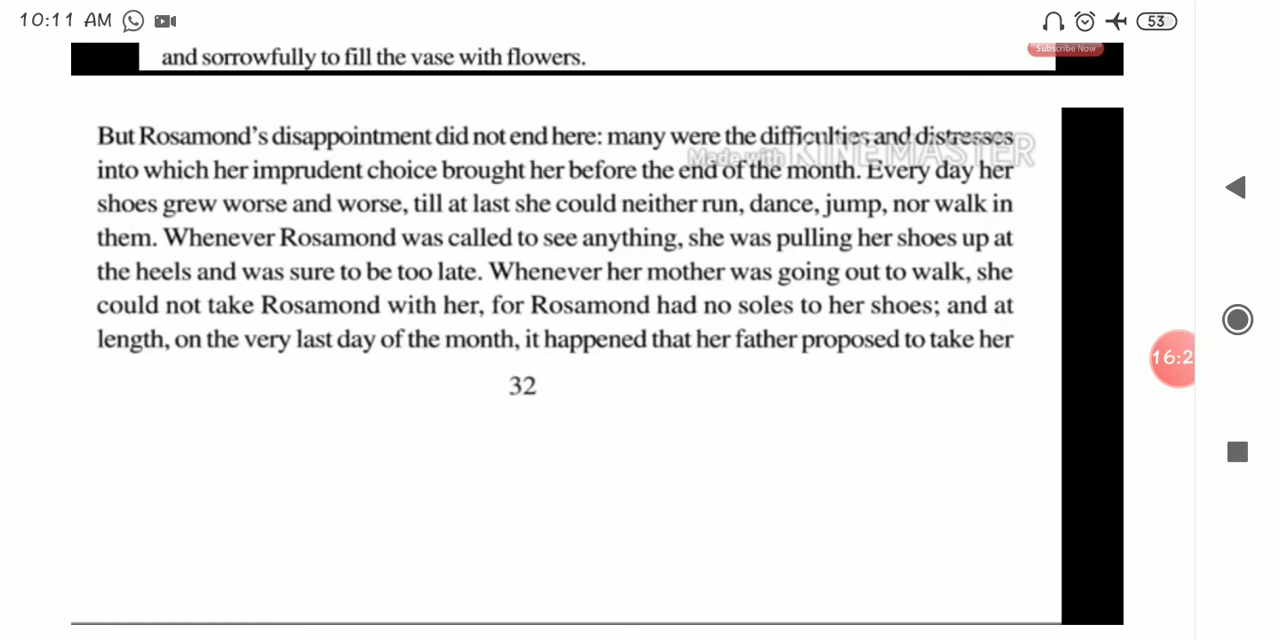 10:11 AM 53
Subscribe Now
and sorrowfully to fill the vase with flowers.
But Rosamond's disappointment did not end here: many were the difficulties and distresses
Made with KINEMASTER
into which her imprudent choice brought her before the end of the month. Every day her
shoes grew worse and worse, till at last she could neither run, dance, jump, nor walk in
them. Whenever Rosamond was called to see anything, she was pulling her shoes up at
the heels and was sure to be too late. Whenever her mother was going out to walk, she
could not take Rosamond with her, for Rosamond had no soles to her shoes; and at
length, on the very last day of the month, it happened that her father proposed to take her
16:2
32